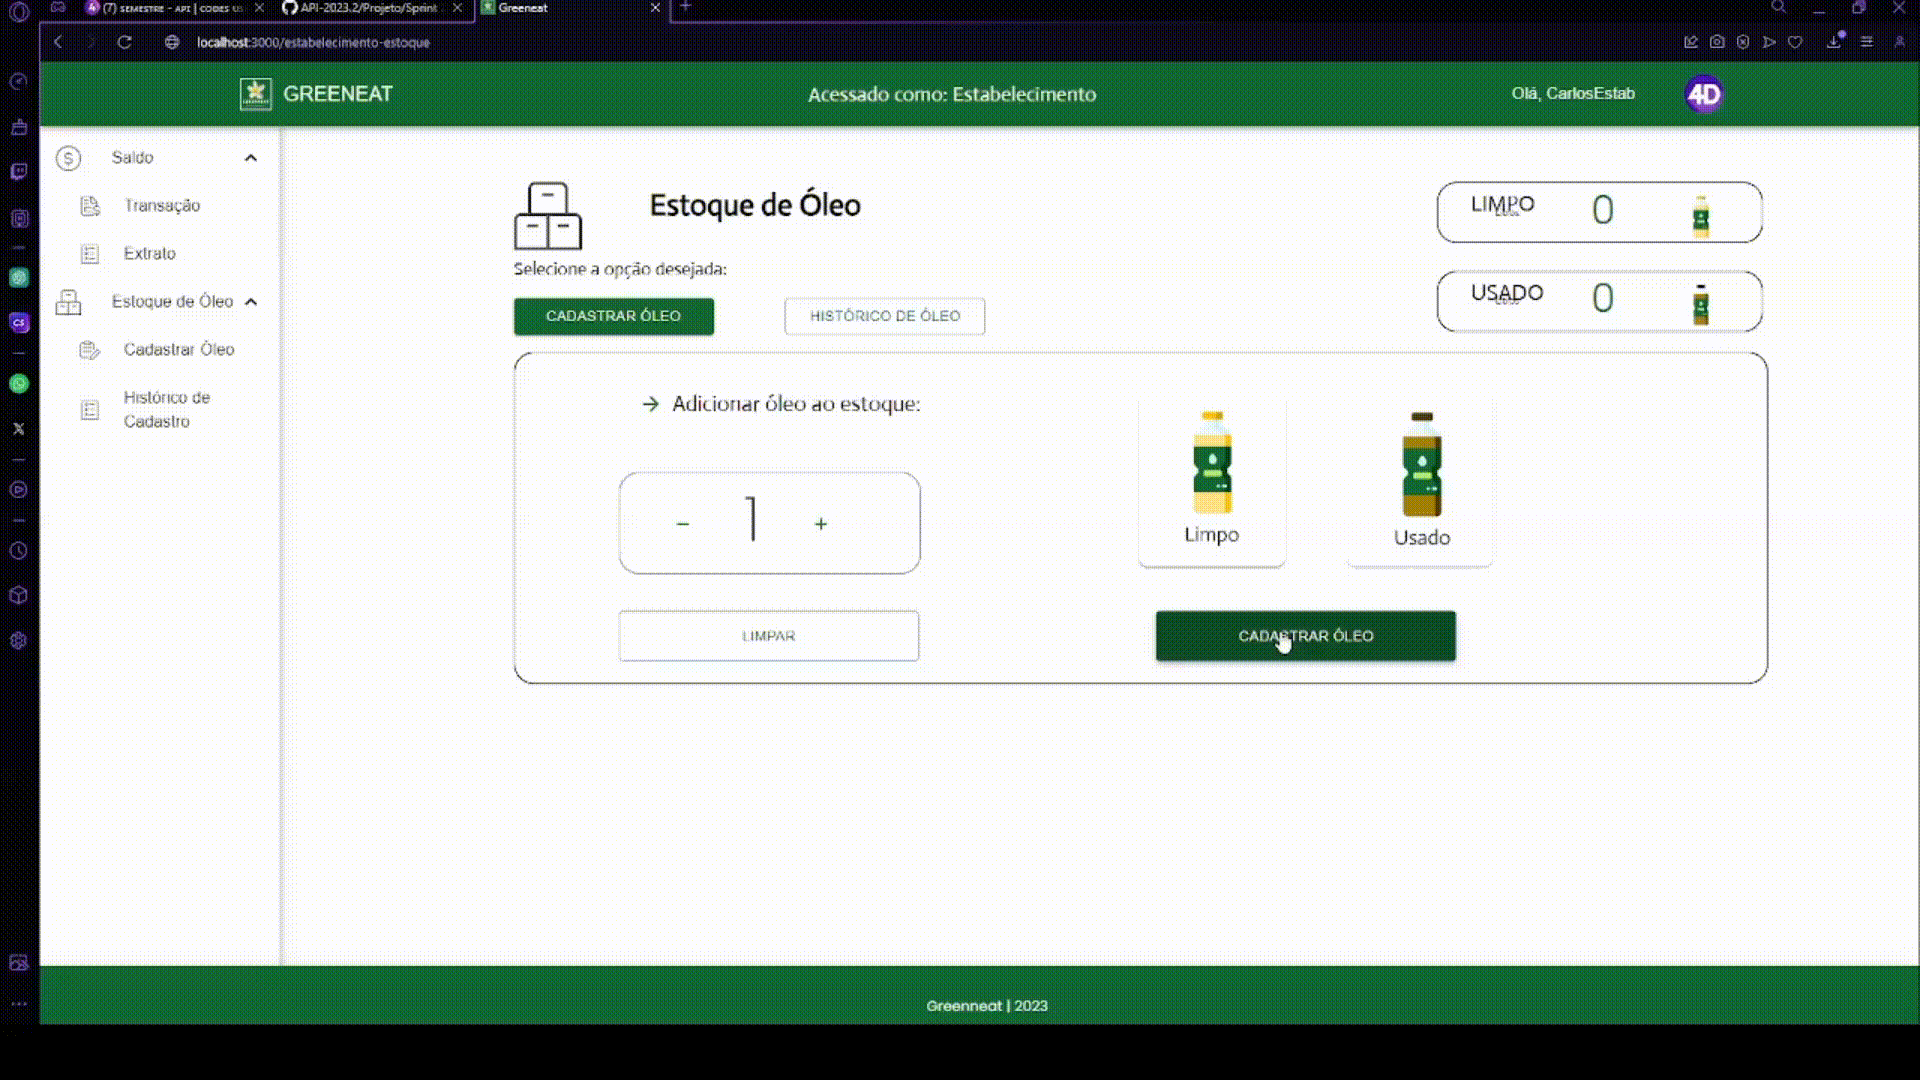 (7) SEMESTRE - API | CODES
API-2023.2/Projeto/Sprint
Greeneat
localhost:3000/estabelecimento-estoque
GREENEAT
Acessado como: Estabelecimento
Olá, CarlosEstab
4D
Saldo
Transação
Extrato
Estoque de Óleo
Cadastrar Óleo
Histórico de
Cadastro
Estoque de Óleo
Selecione a opção desejada:
CADASTRAR ÓLEO
HISTÓRICO DE ÓLEO
LIMPO 0
USADO 0
Adicionar óleo ao estoque:
− 1 +
Limpo
Usado
LIMPAR
CADASTRAR ÓLEO
Greenneat | 2023